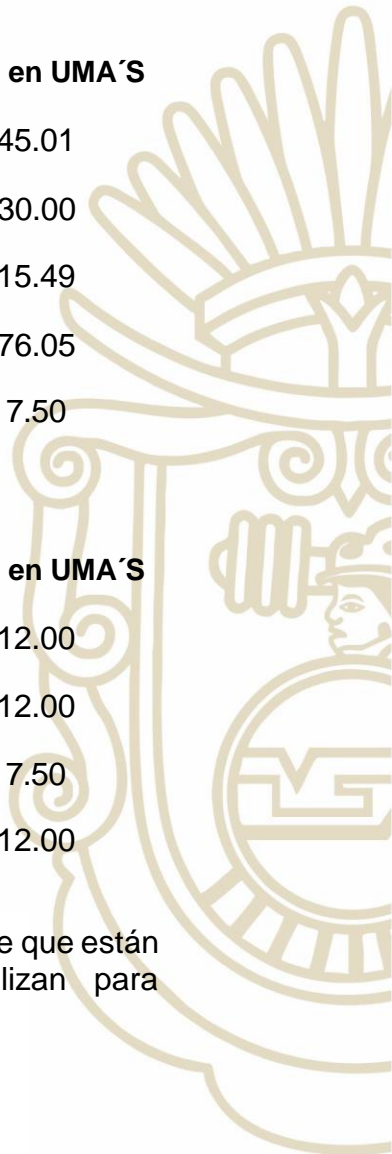 en UMA´S
45.01
30.00
15.49
76.05
7.50
en UMA´S
12.00
12.00
7.50
12.00
e que están
lizan para